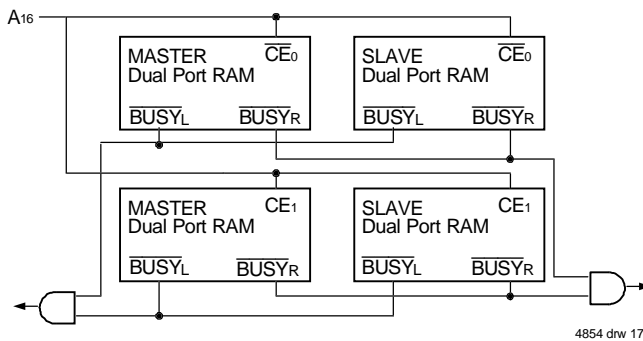 A16
MASTER CE0 SLAVE CE0
Dual Port RAM Dual Port RAM
BUSYL BUSYR BUSYL BUSYR
MASTER CE1 SLAVE CE1
Dual Port RAM Dual Port RAM
BUSYL BUSYR BUSYL BUSYR
4854 drw 17